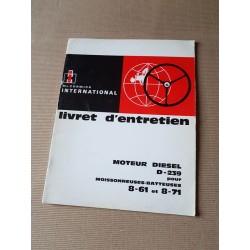 McCORMICK
INTERNATIONAL
livret d'entretien
MOTEUR DIESEL
D-239
pour
MOISSONNEUSES-BATTEUSES
8-61 et 8-71